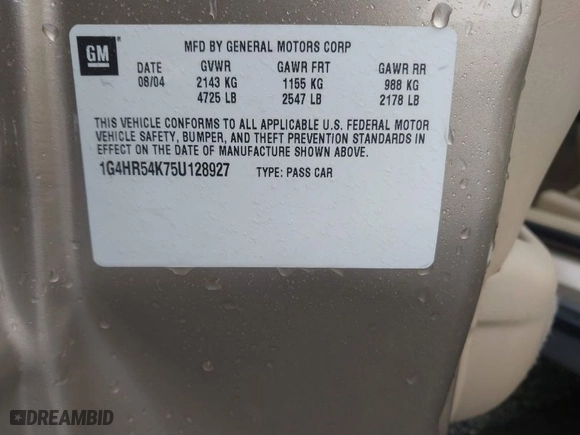 GM
MFD BY GENERAL MOTORS CORP
DATE GVWR GAWR FRT GAWR RR
08/04 2143 KG 1155 KG 988 KG
4725 LB 2547 LB 2178 LB
THIS VEHICLE CONFORMS TO ALL APPLICABLE U.S. FEDERAL MOTOR
VEHICLE SAFETY, BUMPER, AND THEFT PREVENTION STANDARDS IN
EFFECT ON THE DATE OF MANUFACTURE SHOWN ABOVE.
1G4HR54K75U128927 TYPE: PASS CAR
DREAMBID